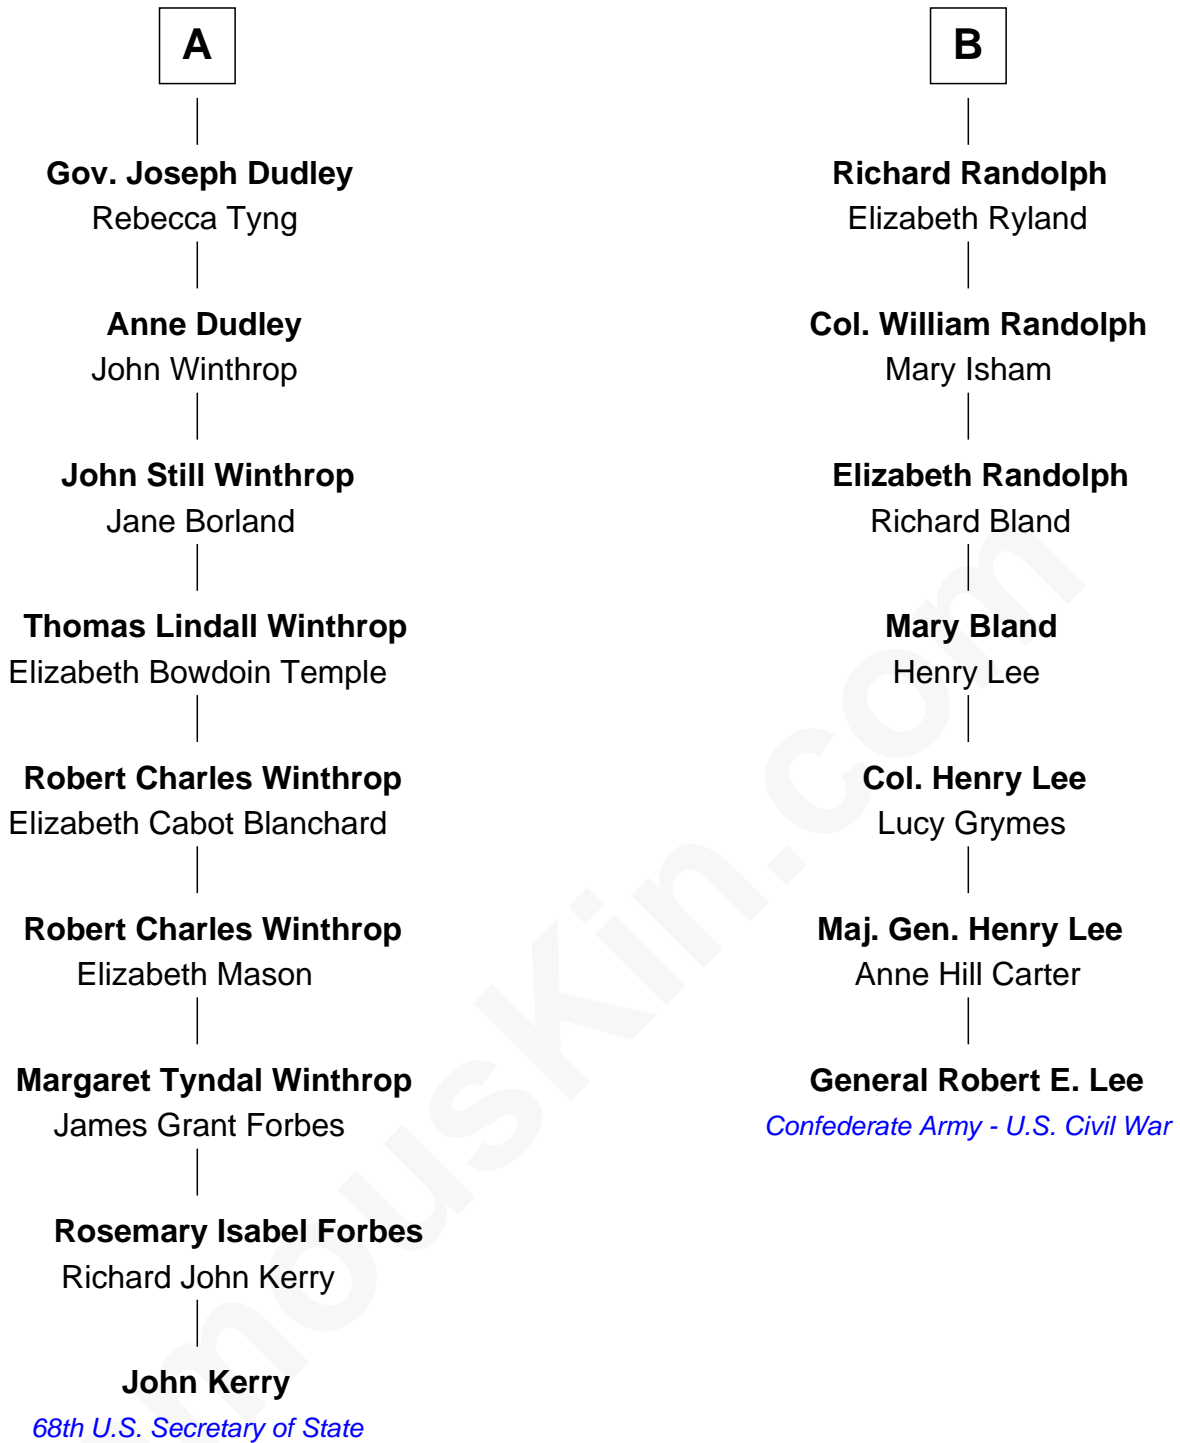 A
Gov. Joseph Dudley
Rebecca Tyng
Anne Dudley
John Winthrop
John Still Winthrop
Jane Borland
Thomas Lindall Winthrop
Elizabeth Bowdoin Temple
Robert Charles Winthrop
Elizabeth Cabot Blanchard
Robert Charles Winthrop
Elizabeth Mason
Margaret Tyndal Winthrop
James Grant Forbes
Rosemary Isabel Forbes
Richard John Kerry
John Kerry
68th U.S. Secretary of State
B
Richard Randolph
Elizabeth Ryland
Col. William Randolph
Mary Isham
Elizabeth Randolph
Richard Bland
Mary Bland
Henry Lee
Col. Henry Lee
Lucy Grymes
Maj. Gen. Henry Lee
Anne Hill Carter
General Robert E. Lee
Confederate Army - U.S. Civil War
mousKin.com